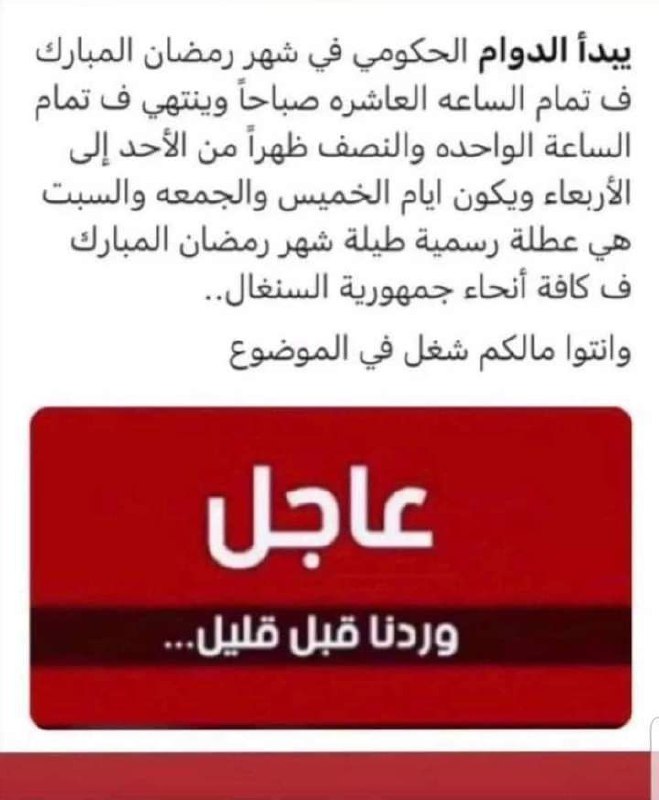 يبدأ الدوام الحكومي في شهر رمضان المبارك
ف تمام الساعه العاشره صباحاً وينتهي ف تمام
الساعة الواحده والنصف ظهراً من الأحد إلى
الأربعاء ويكون ايام الخميس والجمعه والسبت
هي عطلة رسمية طيلة شهر رمضان المبارك
ف كافة أنحاء جمهورية السنغال..
وانتوا مالكم شغل في الموضوع
عاجل
وردنا قبل قليل...